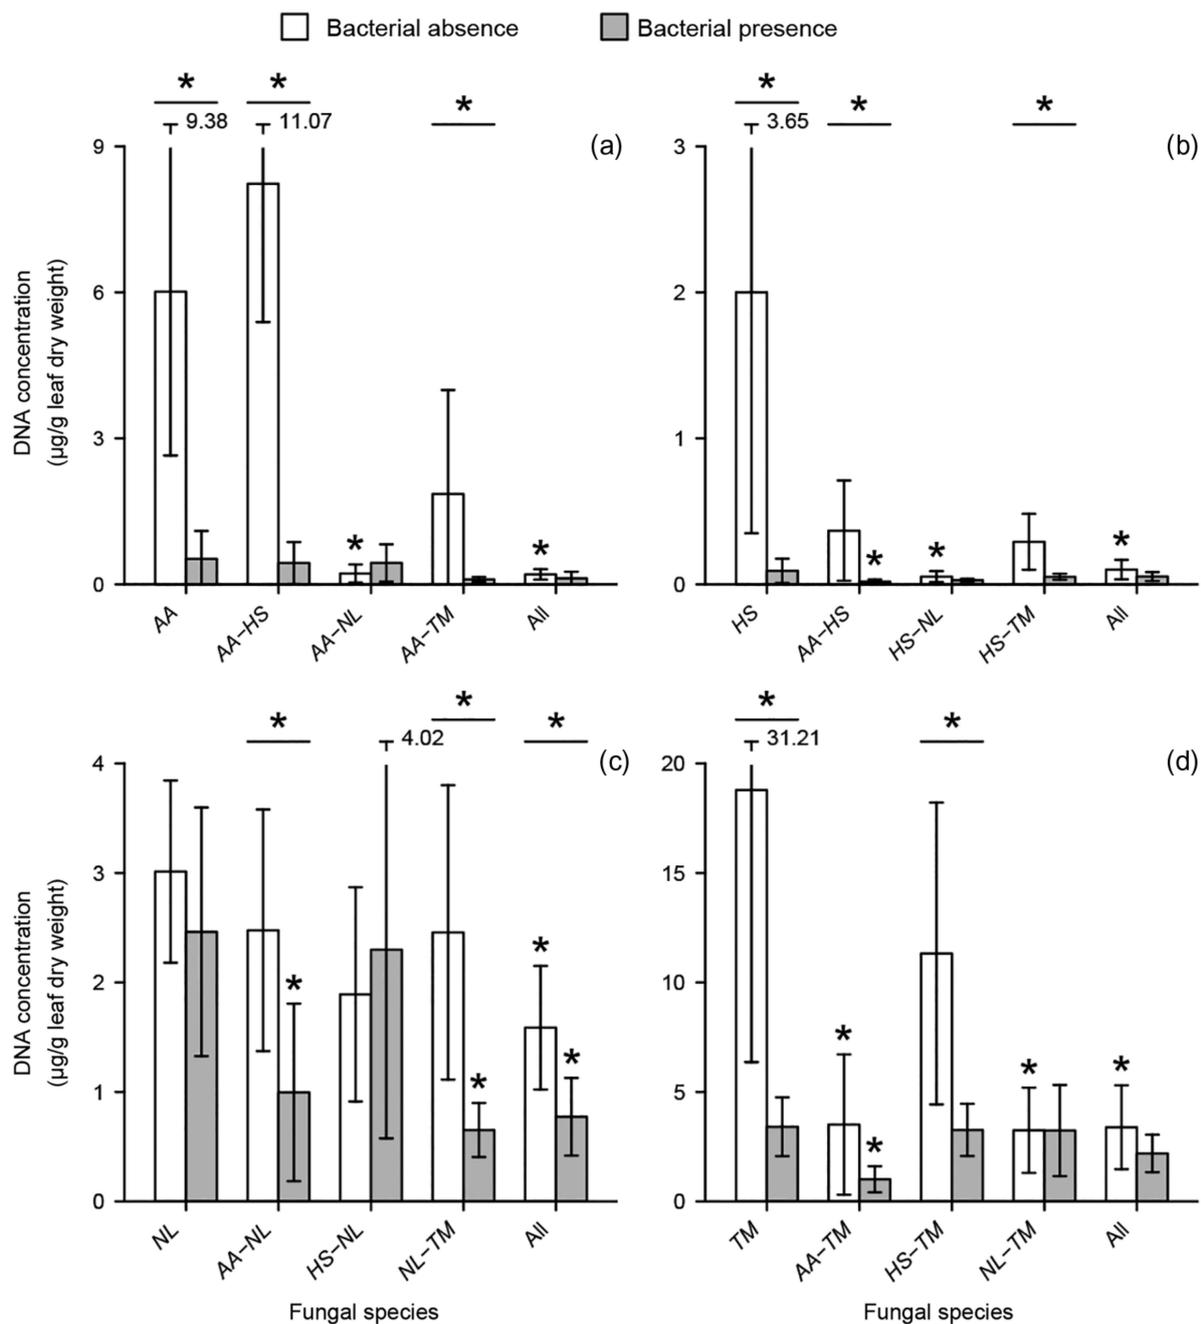 Bacterial absence Bacterial presence
* * * * * *
9.38 11.07 3.65
9 (a) 3 (b)
DNA concentration
(µg/g leaf dry weight)
6 2
3 1
* * * * *
0 0
AA AA−HS AA−NL AA−TM All HS AA−HS HS−NL HS−TM All
* * * * *
4.02 31.21
4 (c) 20 (d)
DNA concentration
(µg/g leaf dry weight)
3 15
2 10
1 5
* * * * * * * *
0 0
NL AA−NL HS−NL NL−TM All TM AA−TM HS−TM NL−TM All
Fungal species Fungal species